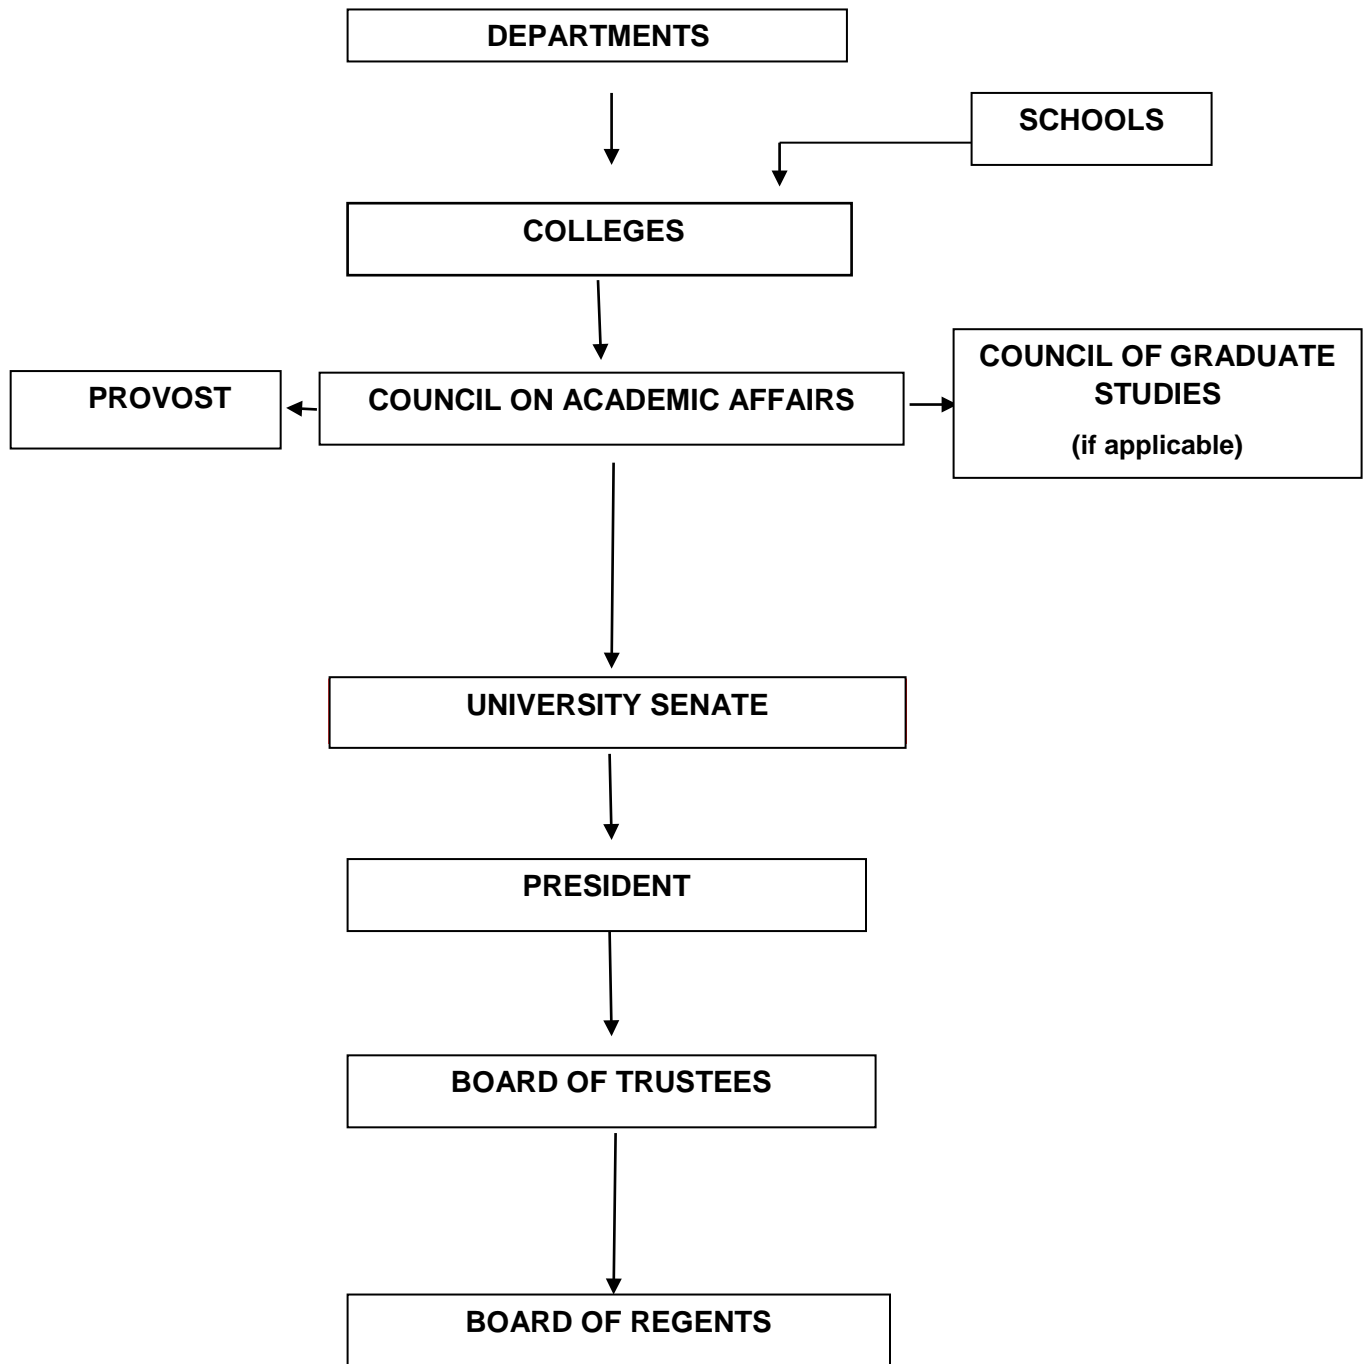 DEPARTMENTS
SCHOOLS
COLLEGES
PROVOST
COUNCIL ON ACADEMIC AFFAIRS
COUNCIL OF GRADUATE
STUDIES
(if applicable)
UNIVERSITY SENATE
PRESIDENT
BOARD OF TRUSTEES
BOARD OF REGENTS